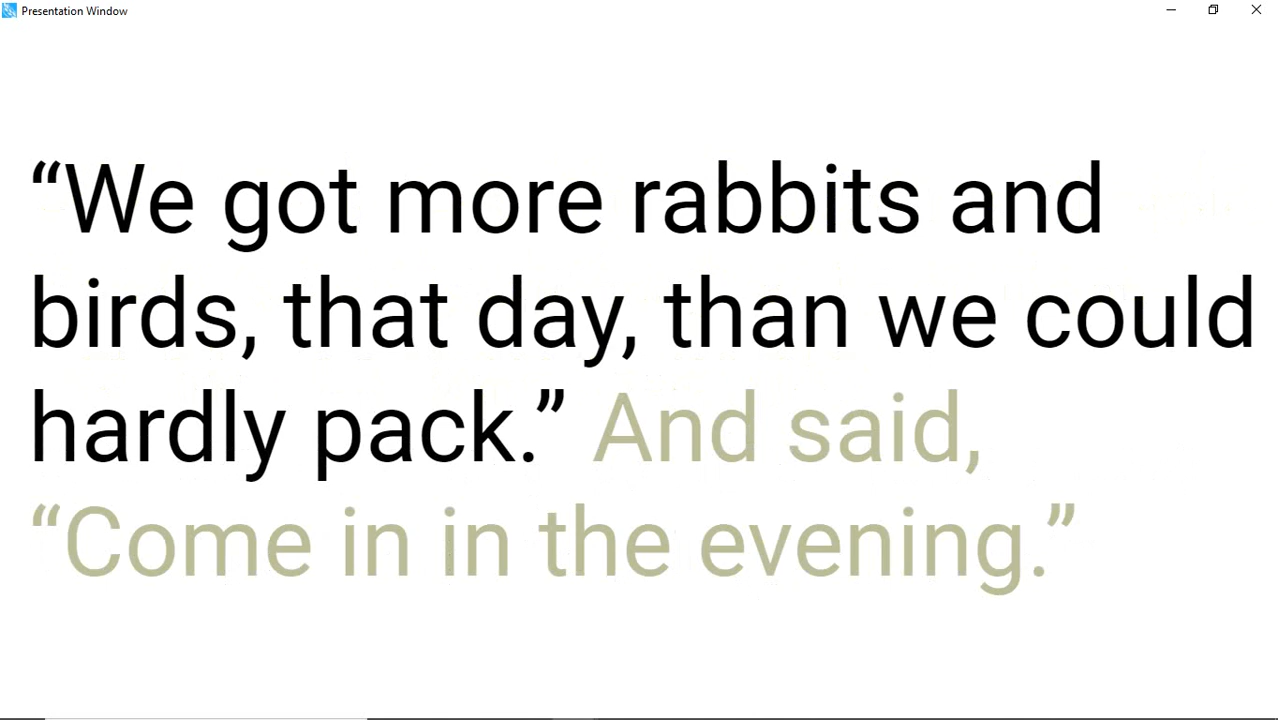 Presentation Window
“We got more rabbits and
birds, that day, than we could
hardly pack.” And said,
“Come in in the evening.”